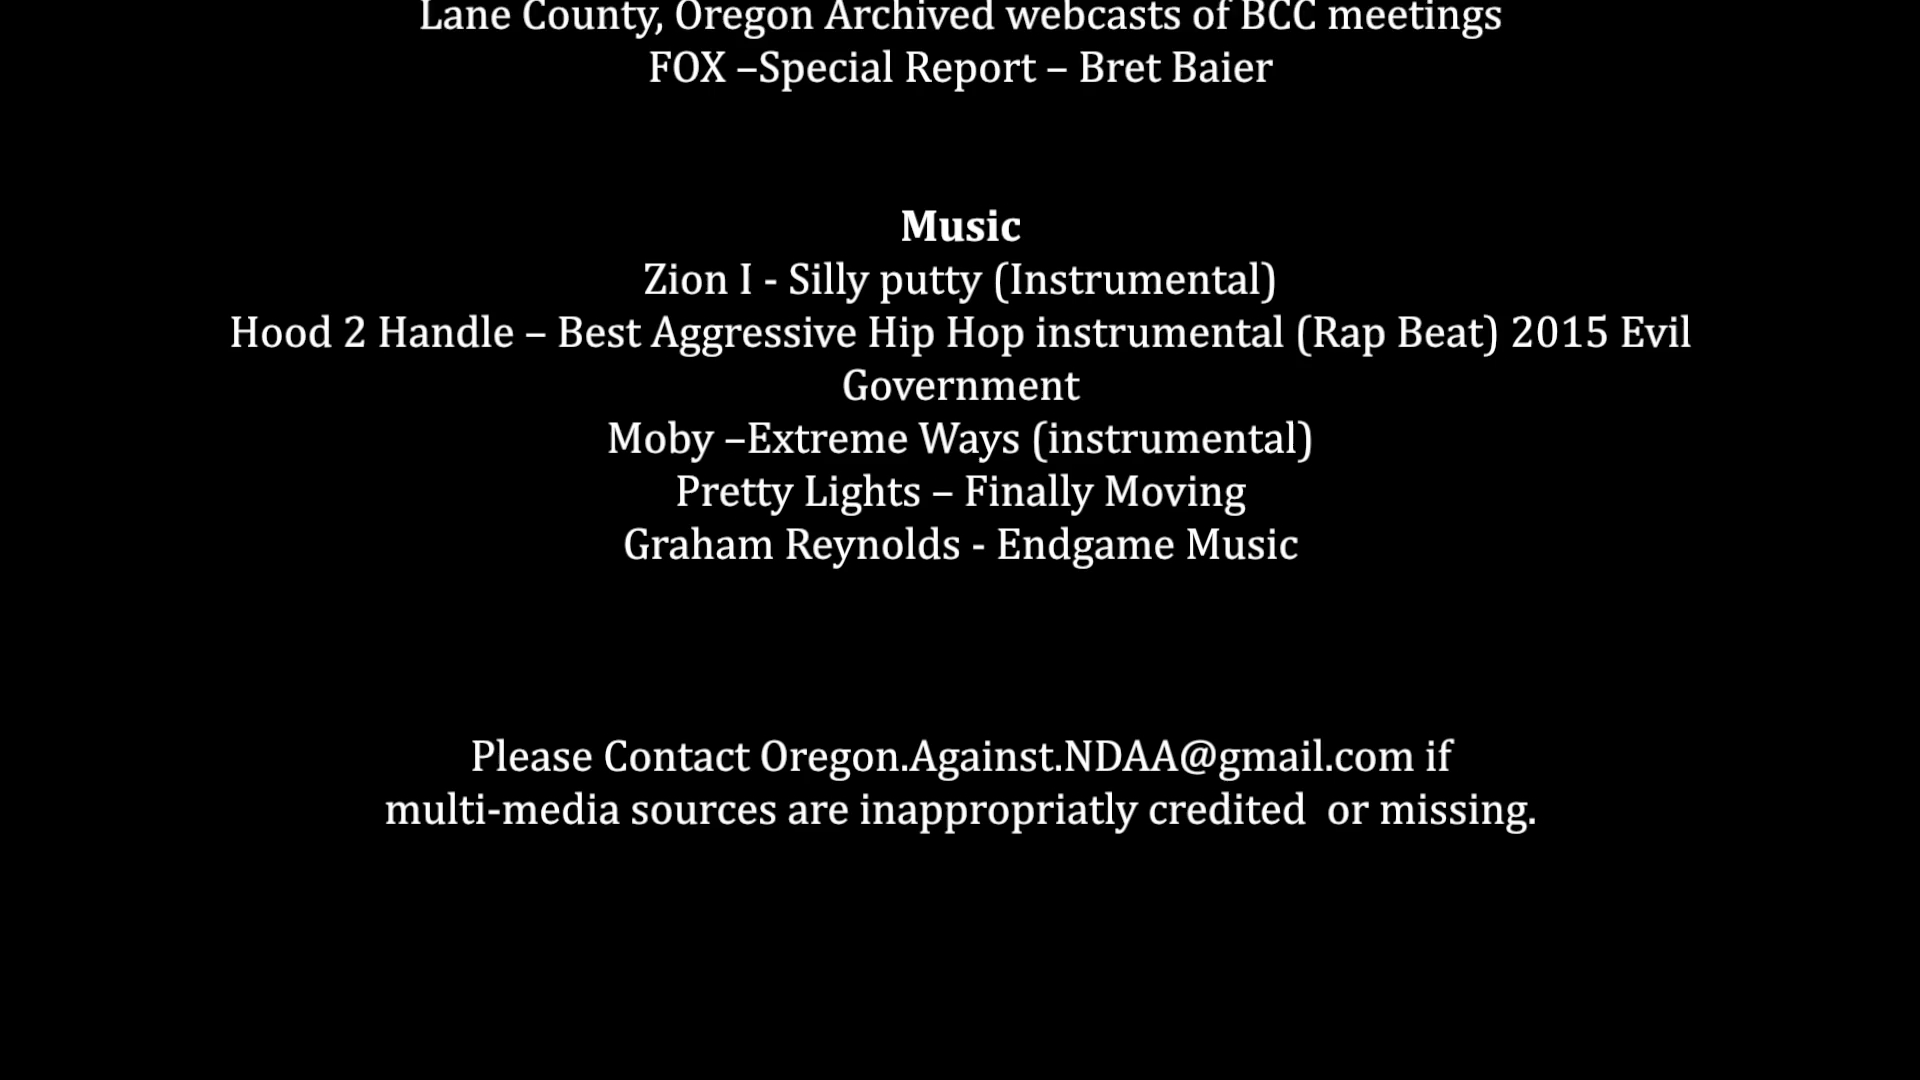 Lane County, Oregon Archived webcasts of BCC meetings
FOX –Special Report – Bret Baier
Music
Zion I - Silly putty (Instrumental)
Hood 2 Handle – Best Aggressive Hip Hop instrumental (Rap Beat) 2015 Evil
Government
Moby –Extreme Ways (instrumental)
Pretty Lights – Finally Moving
Graham Reynolds - Endgame Music
Please Contact Oregon.Against.NDAA@gmail.com if
multi-media sources are inappropriatly credited  or missing.